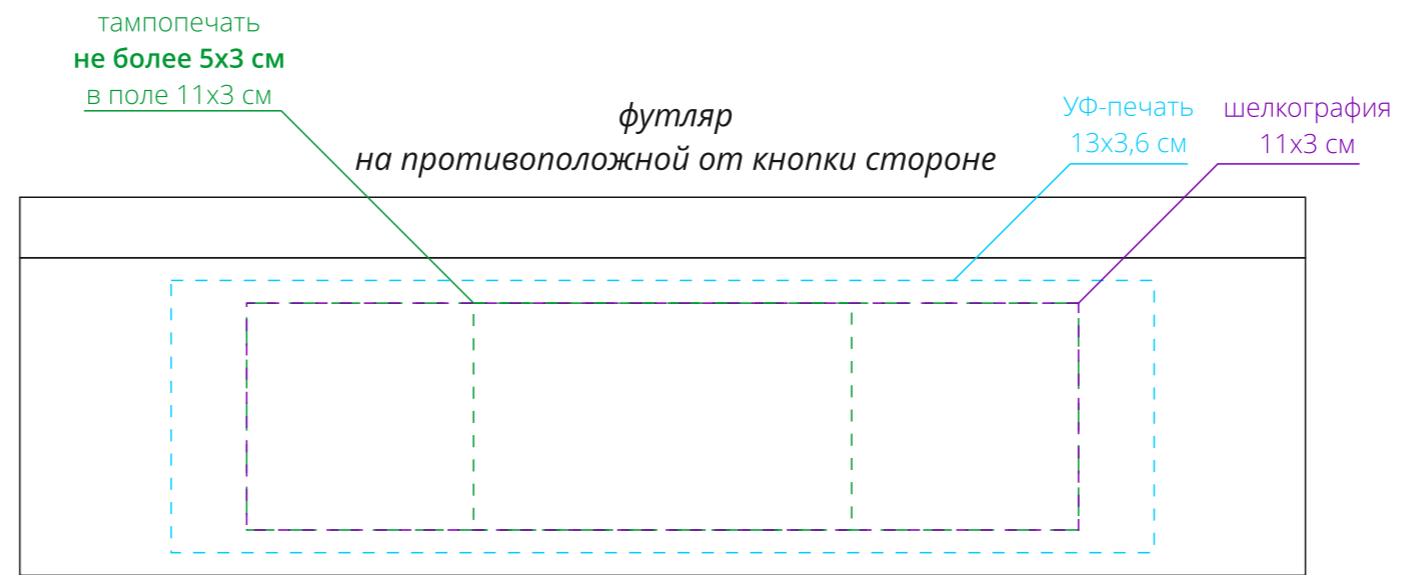 тампопечать
не более 5х3 см
в поле 11х3 см
футляр
на противоположной от кнопки стороне
УФ-печать
13х3,6 см
шелкография
11х3 см